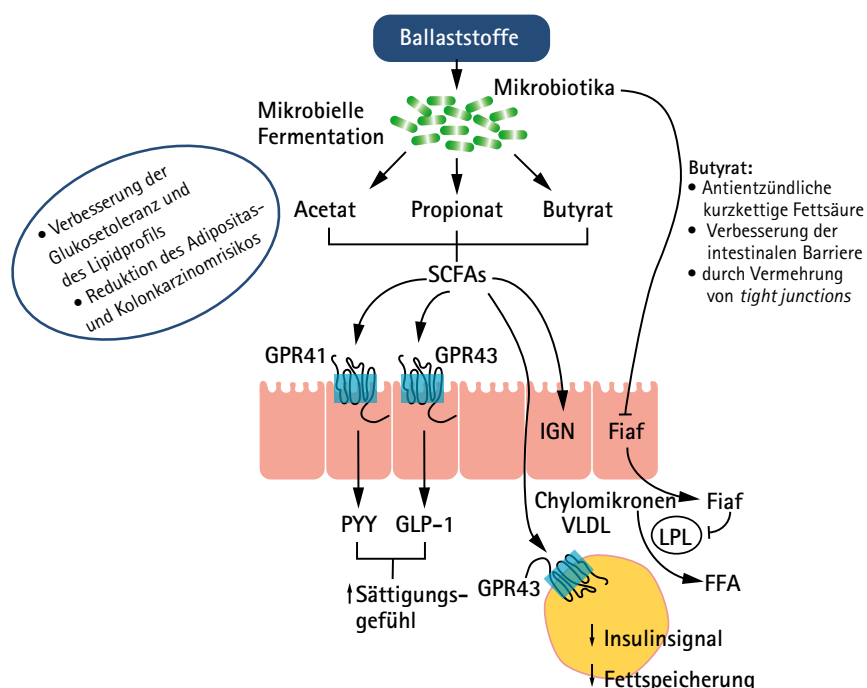 Ballaststoffe
Mikrobiotika
Mikrobielle
Fermentation
• Verbesserung der
Glukosetoleranz und
des Lipidprofils
• Reduktion des Adipositas-
und Kolonkarzinomrisikos
Butyrat:
• Antientzündliche
kurzkettige Fettsäure
• Verbesserung der
intestinalen Barriere
• durch Vermehrung
von tight junctions
Acetat Propionat Butyrat
SCFAs
GPR41 GPR43
IGN Fiaf
Chylomikronen
VLDL
Fiaf
LPL
FFA
PYY GLP-1
↑Sättigungs-
gefühl
GPR43
↓ Insulinsignal
↓ Fettspeicherung